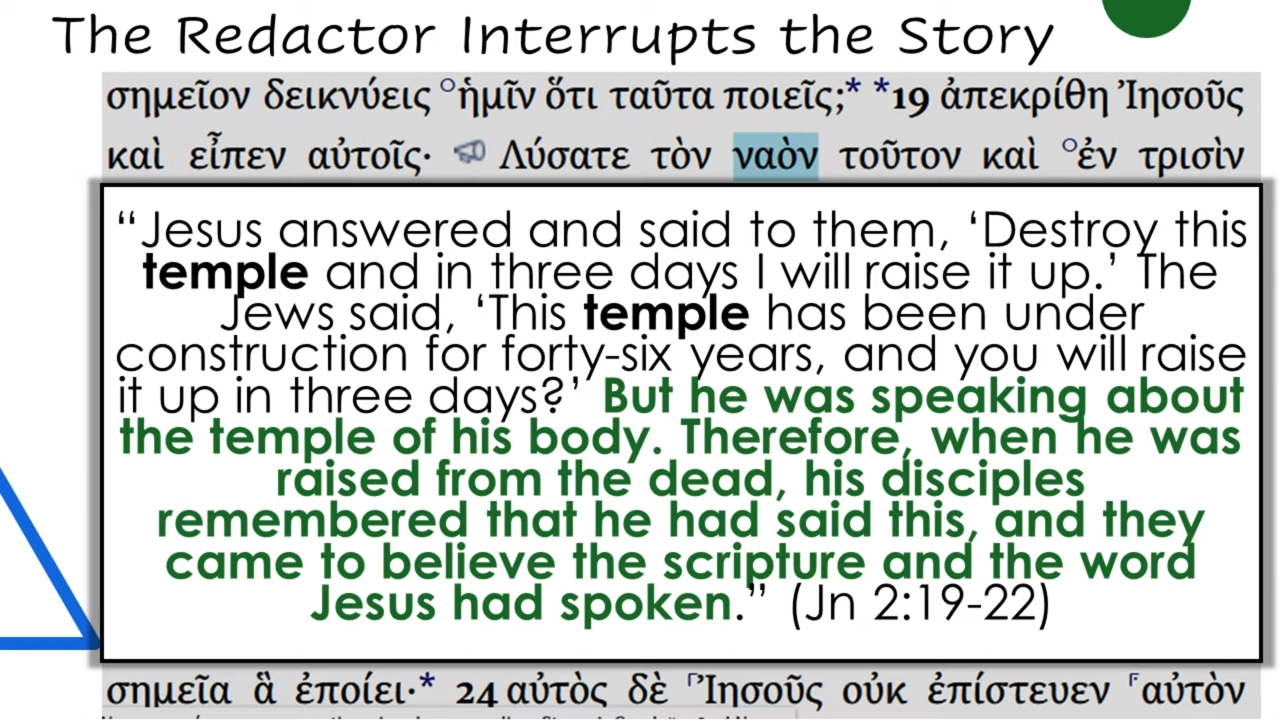 The Redactor Interrupts the Story
σημεῖον δεικνύεις °ἡμῖν ὅτι ταῦτα ποιεῖς;* *19 ἀπεκρίθη Ἰησοῦς
καὶ εἶπεν αὐτοῖς· Λύσατε τὸν ναὸν τοῦτον καὶ °ἐν τρισὶν
“Jesus answered and said to them, ‘Destroy this
temple and in three days I will raise it up.’ The
Jews said, ‘This temple has been under
construction for forty-six years, and you will raise
it up in three days?’ But he was speaking about
the temple of his body. Therefore, when he was
raised from the dead, his disciples
remembered that he had said this, and they
came to believe the scripture and the word
Jesus had spoken.” (Jn 2:19-22)
σημεῖα ἃ ἐποίει·* 24 αὐτὸς δὲ ⸀Ἰησοῦς οὐκ ἐπίστευεν ⸀αὐτὸν